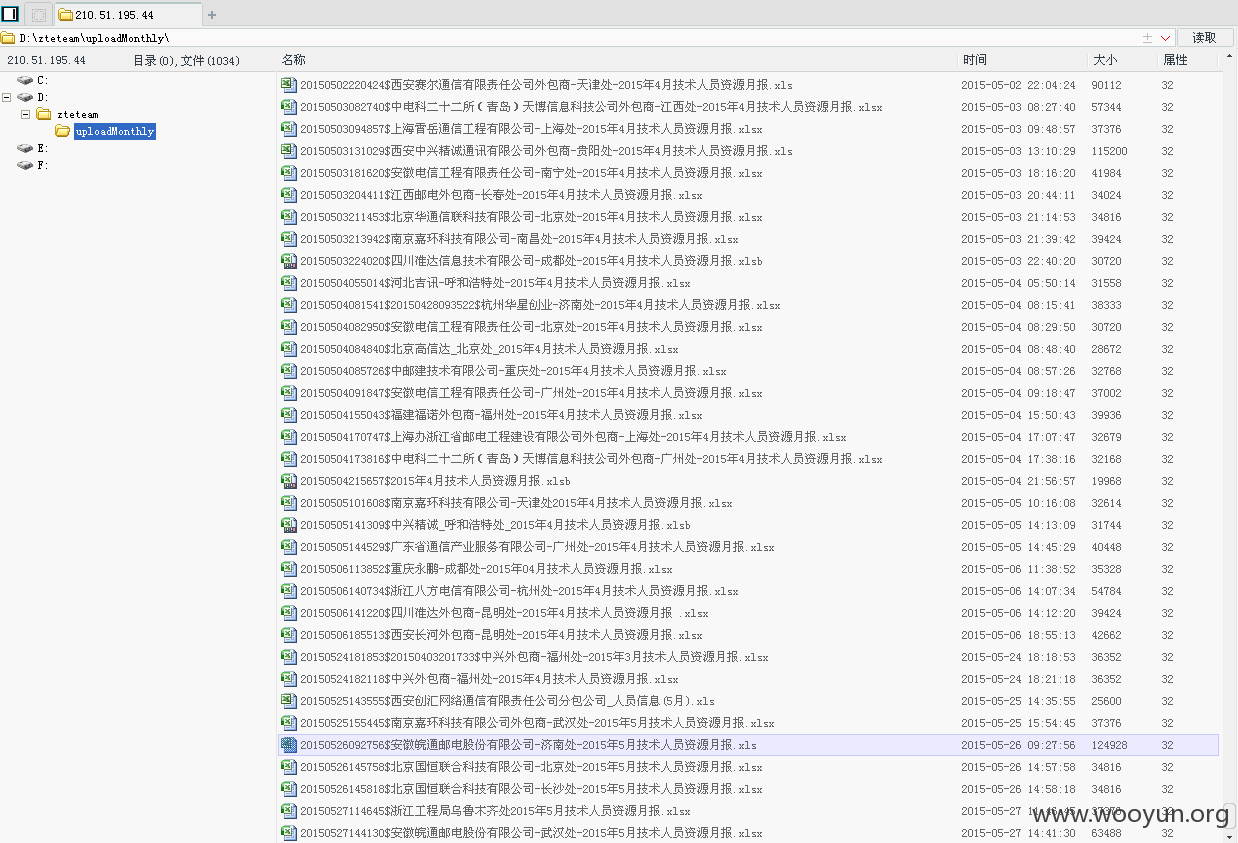 210.51.195.44
D:\zteteam\uploadMonthly\ 读取
210.51.195.44 目录(0),文件(1034) 名称 时间 大小 属性
C:
D:
zteteam
uploadMonthly
E:
F:
20150502220424$西安赛尔通信有限责任公司外包商-天津处-2015年4月技术人员资源月报.xls 2015-05-02 22:04:24 90112 32
20150503082740$中电科二十二所(青岛)天博信息科技公司外包商-江西处-2015年4月技术人员资源月报.xlsx 2015-05-03 08:27:40 57344 32
20150503094857$上海霄岳通信工程有限公司-上海处-2015年4月技术人员资源月报.xlsx 2015-05-03 09:48:57 37376 32
20150503131029$西安中兴精诚通讯有限公司外包商-贵阳处-2015年4月技术人员资源月报.xls 2015-05-03 13:10:29 115200 32
20150503181620$安徽电信工程有限责任公司-南宁处-2015年4月技术人员资源月报.xlsx 2015-05-03 18:16:20 41984 32
20150503204411$江西邮电外包商-长春处-2015年4月技术人员资源月报.xlsx 2015-05-03 20:44:11 34024 32
20150503211453$北京华通信联科技有限公司-北京处-2015年4月技术人员资源月报.xlsx 2015-05-03 21:14:53 34816 32
20150503213942$南京嘉环科技有限公司-南昌处-2015年4月技术人员资源月报.xlsx 2015-05-03 21:39:42 39424 32
20150503224020$四川准达信息技术有限公司-成都处-2015年4月技术人员资源月报.xlsb 2015-05-03 22:40:20 30720 32
20150504055014$河北吉讯-呼和浩特处-2015年4月技术人员资源月报.xlsx 2015-05-04 05:50:14 31558 32
20150504081541$20150428093522$杭州华星创业-济南处-2015年4月技术人员资源月报.xlsx 2015-05-04 08:15:41 38333 32
20150504082950$安徽电信工程有限责任公司-北京处-2015年4月技术人员资源月报.xlsx 2015-05-04 08:29:50 30720 32
20150504084840$北京高信达_北京处_2015年4月技术人员资源月报.xlsx 2015-05-04 08:48:40 28672 32
20150504085726$中邮建技术有限公司-重庆处-2015年4月技术人员资源月报.xlsx 2015-05-04 08:57:26 32768 32
20150504091847$安徽电信工程有限责任公司-广州处-2015年4月技术人员资源月报.xlsx 2015-05-04 09:18:47 37002 32
20150504155043$福建福诺外包商-福州处-2015年4月技术人员资源月报.xlsx 2015-05-04 15:50:43 39936 32
20150504170747$上海办浙江省邮电工程建设有限公司外包商-上海处-2015年4月技术人员资源月报.xlsx 2015-05-04 17:07:47 32679 32
20150504173816$中电科二十二所(青岛)天博信息科技公司外包商-广州处-2015年4月技术人员资源月报.xlsx 2015-05-04 17:38:16 32168 32
20150504215657$2015年4月技术人员资源月报.xlsb 2015-05-04 21:56:57 19968 32
20150505101608$南京嘉环科技有限公司-天津处2015年4月技术人员资源月报.xlsx 2015-05-05 10:16:08 32614 32
20150505141309$中兴精诚_呼和浩特处_2015年4月技术人员资源月报.xlsb 2015-05-05 14:13:09 31744 32
20150505144529$广东省通信产业服务有限公司-广州处-2015年4月技术人员资源月报.xlsx 2015-05-05 14:45:29 40448 32
20150506113852$重庆永鹏-成都处-2015年04月技术人员资源月报.xlsx 2015-05-06 11:38:52 35328 32
20150506140734$浙江八方电信有限公司-杭州处-2015年4月技术人员资源月报.xlsx 2015-05-06 14:07:34 54784 32
20150506141220$四川准达外包商-昆明处-2015年4月技术人员资源月报 .xlsx 2015-05-06 14:12:20 39424 32
20150506185513$西安长河外包商-昆明处-2015年4月技术人员资源月报.xlsx 2015-05-06 18:55:13 42662 32
20150524181853$20150403201733$中兴外包商-福州处-2015年3月技术人员资源月报.xlsx 2015-05-24 18:18:53 36352 32
20150524182118$中兴外包商-福州处-2015年4月技术人员资源月报.xlsx 2015-05-24 18:21:18 36352 32
20150525143555$西安创汇网络通信有限责任公司分包公司_人员信息(5月).xls 2015-05-25 14:35:55 25600 32
20150525155445$南京嘉环科技有限公司外包商-武汉处-2015年5月技术人员资源月报.xlsx 2015-05-25 15:54:45 37376 32
20150526092756$安徽皖通邮电股份有限公司-济南处-2015年5月技术人员资源月报.xls 2015-05-26 09:27:56 124928 32
20150526145758$北京国恒联合科技有限公司-北京处-2015年5月技术人员资源月报.xlsx 2015-05-26 14:57:58 34816 32
20150526145818$北京国恒联合科技有限公司-长沙处-2015年5月技术人员资源月报.xlsx 2015-05-26 14:58:18 34816 32
20150527114645$浙江工程局乌鲁木齐处2015年5月技术人员资源月报.xlsx 2015-05-27 11:46:45 37376 32
www.wooyun.org
20150527144130$安徽皖通邮电股份有限公司-武汉处-2015年5月技术人员资源月报.xlsx 2015-05-27 14:41:30 63488 32